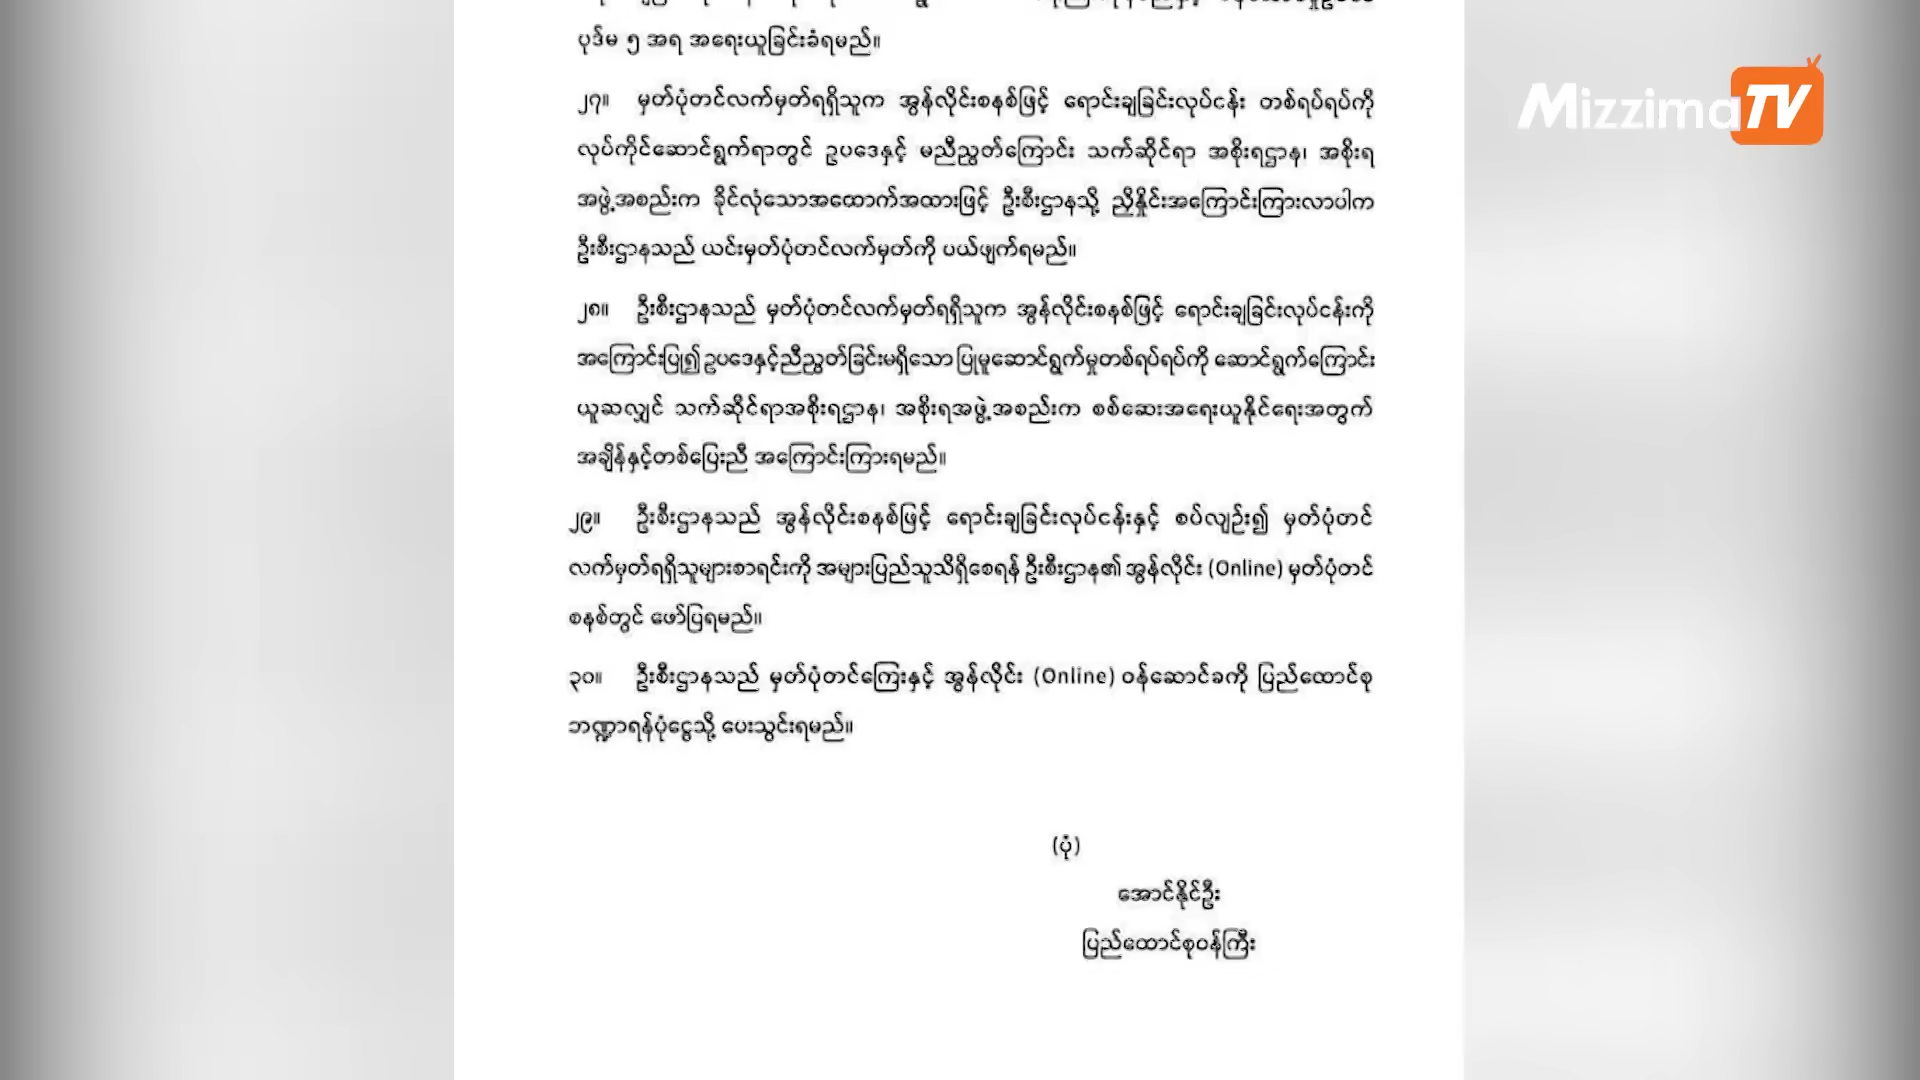 ပုဒ်မ ၅ အရ အရေးယူခြင်းခံရမည်။
၂၇။ မှတ်ပုံတင်လက်မှတ်ရရှိသူက အွန်လိုင်းစနစ်ဖြင့် ရောင်းချခြင်းလုပ်ငန်း တစ်ရပ်ရပ်ကို
လုပ်ကိုင်ဆောင်ရွက်ရာတွင် ဥပဒေနှင့် မညီညွတ်ကြောင်း သက်ဆိုင်ရာ အစိုးရဌာန၊ အစိုးရ
အဖွဲ့အစည်းက ခိုင်လုံသောအထောက်အထားဖြင့် ဦးစီးဌာနသို့ ညှိနှိုင်းအကြောင်းကြားလာပါက
ဦးစီးဌာနသည် ယင်းမှတ်ပုံတင်လက်မှတ်ကို ပယ်ဖျက်ရမည်။
၂၈။ ဦးစီးဌာနသည် မှတ်ပုံတင်လက်မှတ်ရရှိသူက အွန်လိုင်းစနစ်ဖြင့် ရောင်းချခြင်းလုပ်ငန်းကို
အကြောင်းပြု၍ ဥပဒေနှင့်ညီညွတ်ခြင်းမရှိသော ပြုမူဆောင်ရွက်မှုတစ်ရပ်ရပ်ကို ဆောင်ရွက်ကြောင်း
ယူဆလျှင် သက်ဆိုင်ရာအစိုးရဌာန၊ အစိုးရအဖွဲ့အစည်းက စစ်ဆေးအရေးယူနိုင်ရေးအတွက်
အချိန်နှင့်တစ်ပြေးညီ အကြောင်းကြားရမည်။
၂၉။ ဦးစီးဌာနသည် အွန်လိုင်းစနစ်ဖြင့် ရောင်းချခြင်းလုပ်ငန်းနှင့် စပ်လျဉ်း၍ မှတ်ပုံတင်
လက်မှတ်ရရှိသူများစာရင်းကို အများပြည်သူသိရှိစေရန် ဦးစီးဌာန၏ အွန်လိုင်း (Online) မှတ်ပုံတင်
စနစ်တွင် ဖော်ပြရမည်။
၃၀။ ဦးစီးဌာနသည် မှတ်ပုံတင်ကြေးနှင့် အွန်လိုင်း (Online) ဝန်ဆောင်ခကို ပြည်ထောင်စု
ဘဏ္ဍာရန်ပုံငွေသို့ ပေးသွင်းရမည်။
(ပုံ)
အောင်နိုင်ဦး
ပြည်ထောင်စုဝန်ကြီး
Mizzima TV